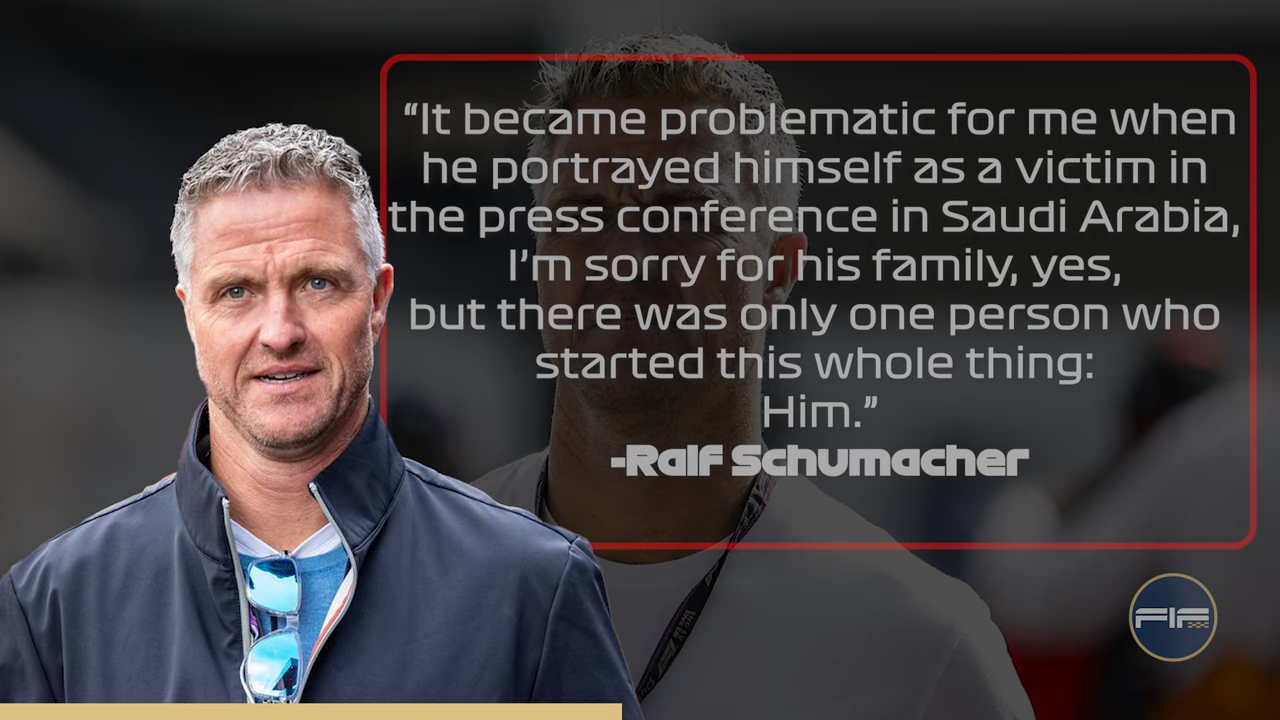 “It became problematic for me when
he portrayed himself as a victim in
the press conference in Saudi Arabia,
I’m sorry for his family, yes,
but there was only one person who
started this whole thing:
Him.”
-Ralf Schumacher
FIF